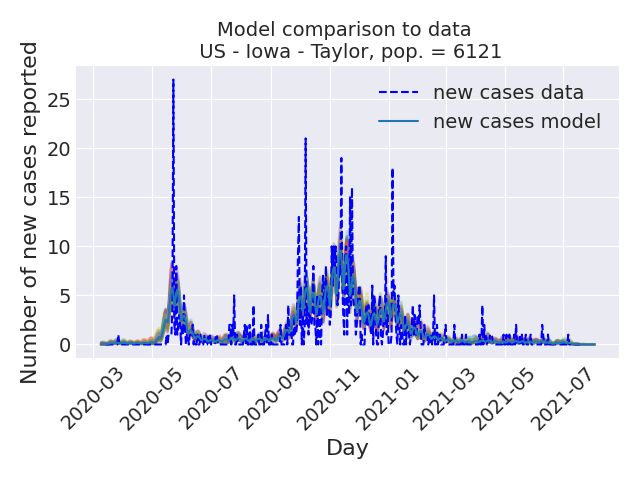 Model comparison to data
US - Iowa - Taylor, pop. = 6121
Number of new cases reported
25
20
15
10
5
0
new cases data
new cases model
2020-03
2020-05
2020-07
2020-09
2020-11
2021-01
2021-03
2021-05
2021-07
Day